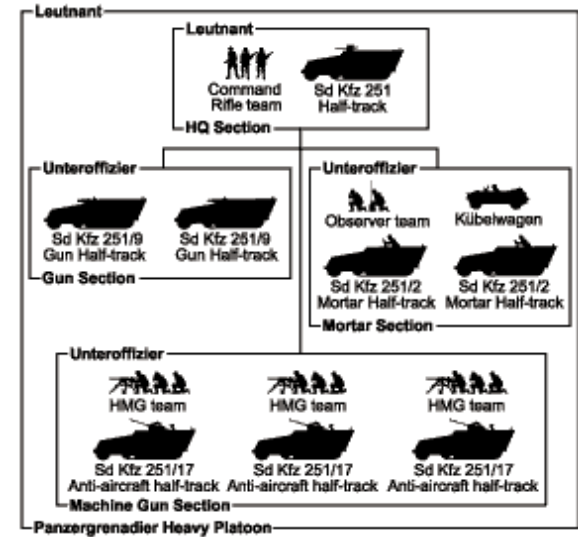 Leutnant
Leutnant
Command
Rifle team
Sd Kfz 251
Half-track
HQ Section
Unteroffizier
Sd Kfz 251/9
Gun Half-track
Sd Kfz 251/9
Gun Half-track
Gun Section
Unteroffizier
Observer team
Kübelwagen
Sd Kfz 251/2
Mortar Half-track
Sd Kfz 251/2
Mortar Half-track
Mortar Section
Unteroffizier
HMG team
HMG team
HMG team
Sd Kfz 251/17
Anti-aircraft half-track
Sd Kfz 251/17
Anti-aircraft half-track
Sd Kfz 251/17
Anti-aircraft half-track
Machine Gun Section
Panzergrenadier Heavy Platoon